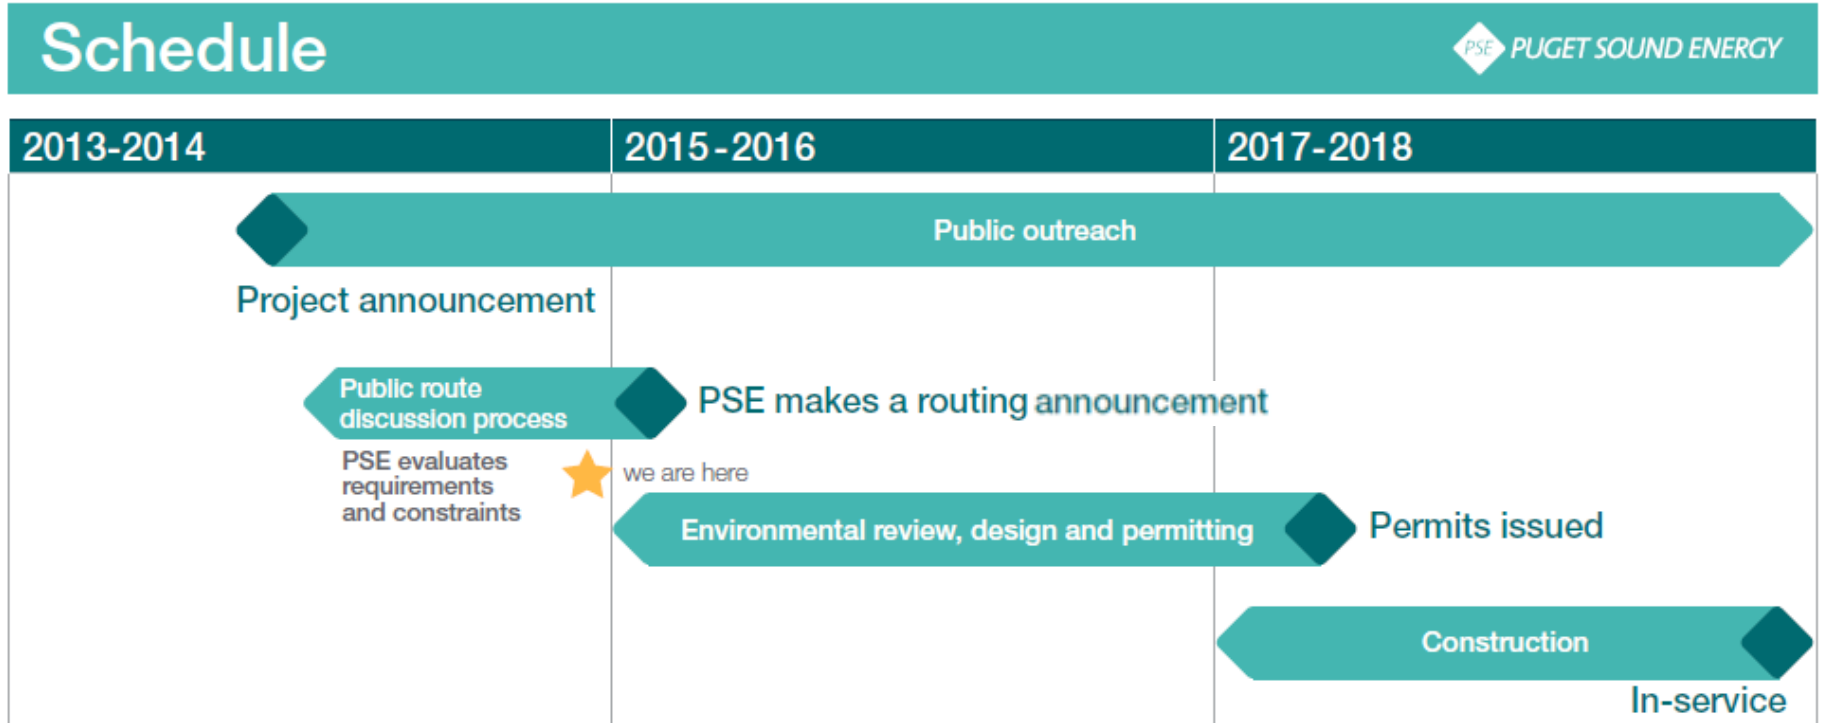 Schedule
PSE PUGET SOUND ENERGY
2013-2014
2015-2016
2017-2018
Public outreach
Project announcement
Public route
discussion process
PSE makes a routing announcement
PSE evaluates
requirements
and constraints
we are here
Environmental review, design and permitting
Permits issued
Construction
In-service